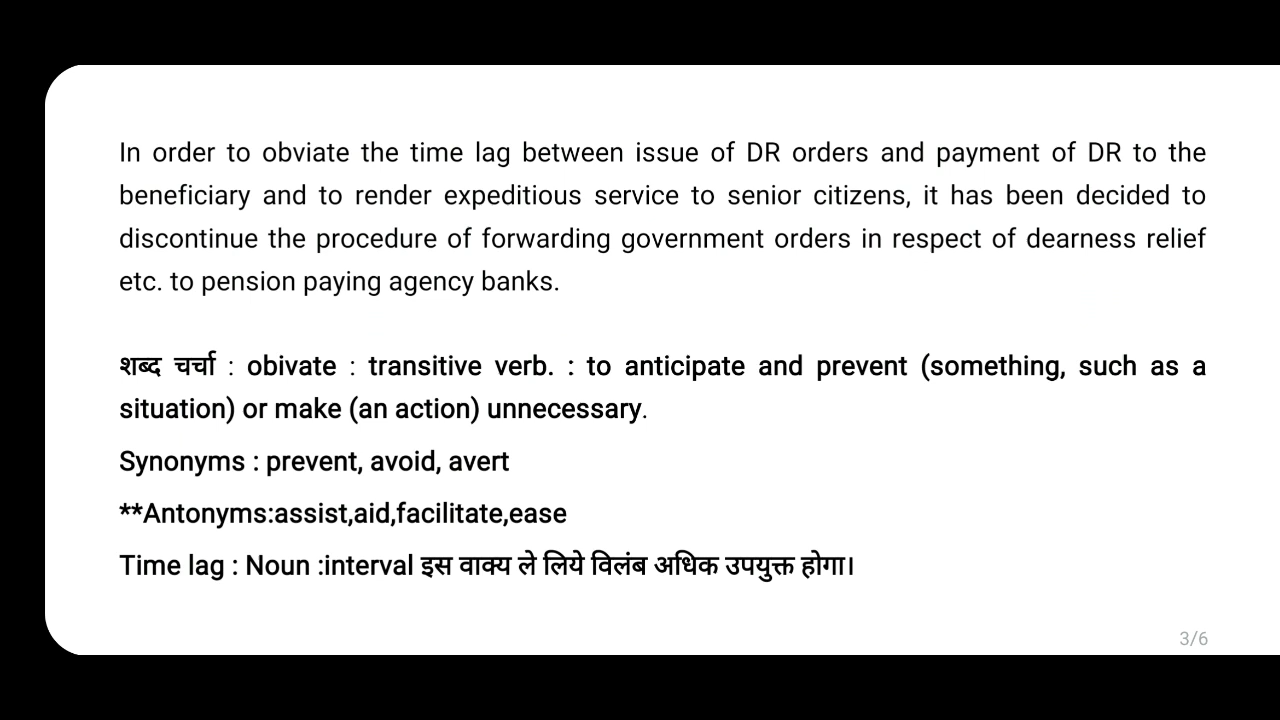 In order to obviate the time lag between issue of DR orders and payment of DR to the
beneficiary and to render expeditious service to senior citizens, it has been decided to
discontinue the procedure of forwarding government orders in respect of dearness relief
etc. to pension paying agency banks.
शब्द चर्चा : obivate : transitive verb. : to anticipate and prevent (something, such as a
situation) or make (an action) unnecessary.
Synonyms : prevent, avoid, avert
**Antonyms:assist,aid,facilitate,ease
Time lag : Noun :interval इस वाक्य ले लिये विलंब अधिक उपयुक्त होगा।
3/6